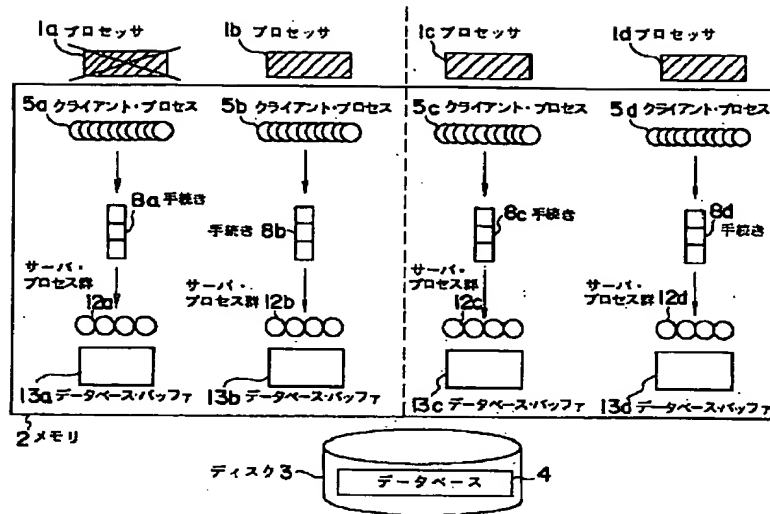 1a プロセッサ
1b プロセッサ
1c プロセッサ
1d プロセッサ
5a クライアント・プロセス
5b クライアント・プロセス
5c クライアント・プロセス
5d クライアント・プロセス
8a 手続き
手続き 8b
8c 手続き
8d
手続き
サーバ・
プロセス群
12a
サーバ・
プロセス群
12b
サーバ・
プロセス群
12c
サーバ・
プロセス群
12d
13a データベース・バッファ
13b データベース・バッファ
13c データベース・バッファ
13d データベース・バッファ
2 メモリ
ディスク 3
データベース
4